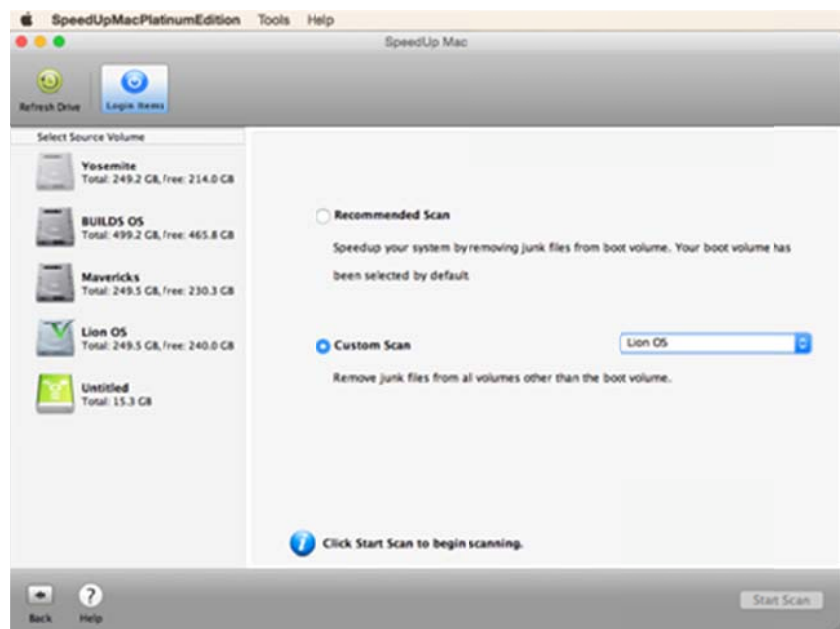 SpeedUpMacPlatinumEdition Tools Help
SpeedUp Mac
Refresh Drive Login Items
Select Source Volume
Yosemite
Total: 249.2 GB, Free: 214.0 GB
BUILDS OS
Total: 499.2 GB, Free: 465.8 GB
Mavericks
Total: 249.5 GB, Free: 230.3 GB
Lion OS
Total: 249.5 GB, Free: 240.0 GB
Untitled
Total: 15.3 GB
Recommended Scan
Speedup your system by removing junk files from boot volume. Your boot volume has
been selected by default
Custom Scan Lion OS
Remove junk files from all volumes other than the boot volume.
Click Start Scan to begin scanning.
Back Help
Start Scan